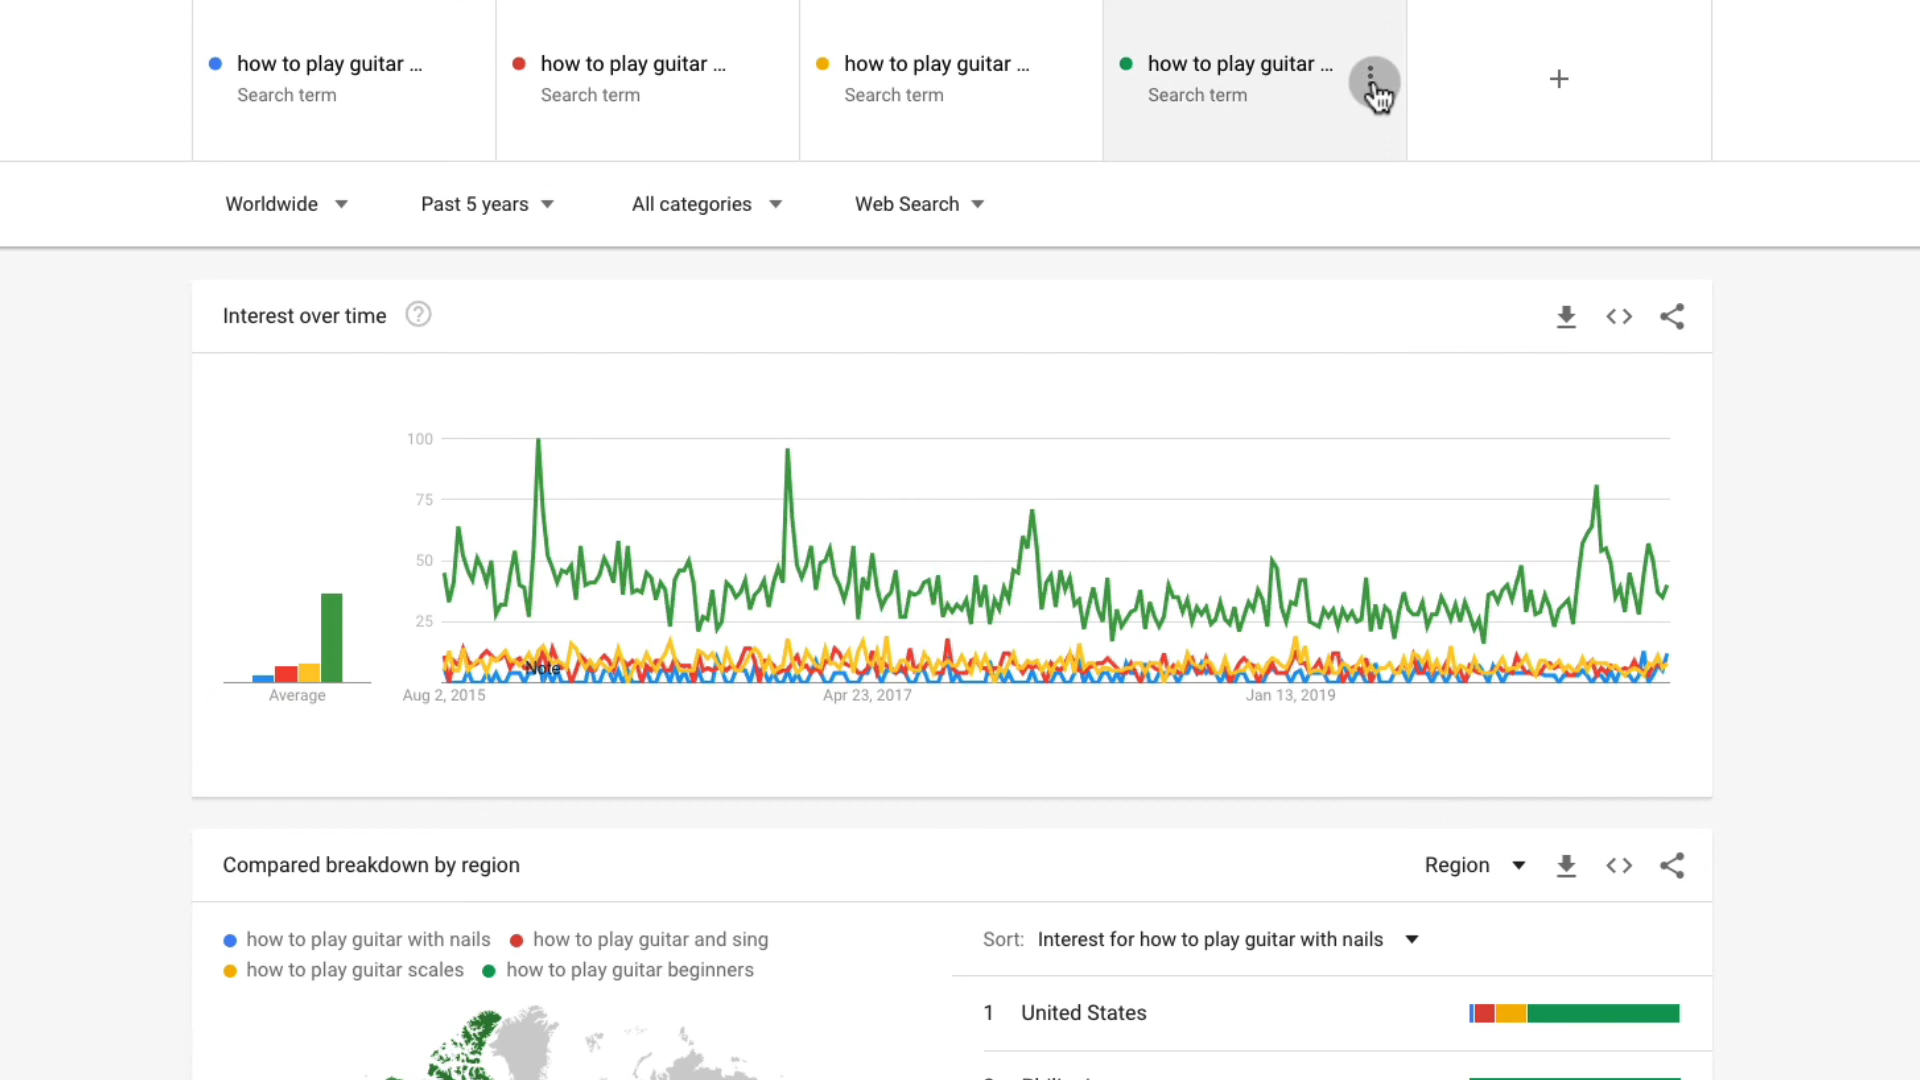 how to play guitar ...
Search term
how to play guitar ...
Search term
how to play guitar ...
Search term
how to play guitar ...
Search term
+
Worldwide
Past 5 years
All categories
Web Search
Interest over time
?
100
75
50
25
Note
Average
Aug 2, 2015
Apr 23, 2017
Jan 13, 2019
Compared breakdown by region
Region
how to play guitar with nails
how to play guitar and sing
how to play guitar scales
how to play guitar beginners
Sort: Interest for how to play guitar with nails
1 United States